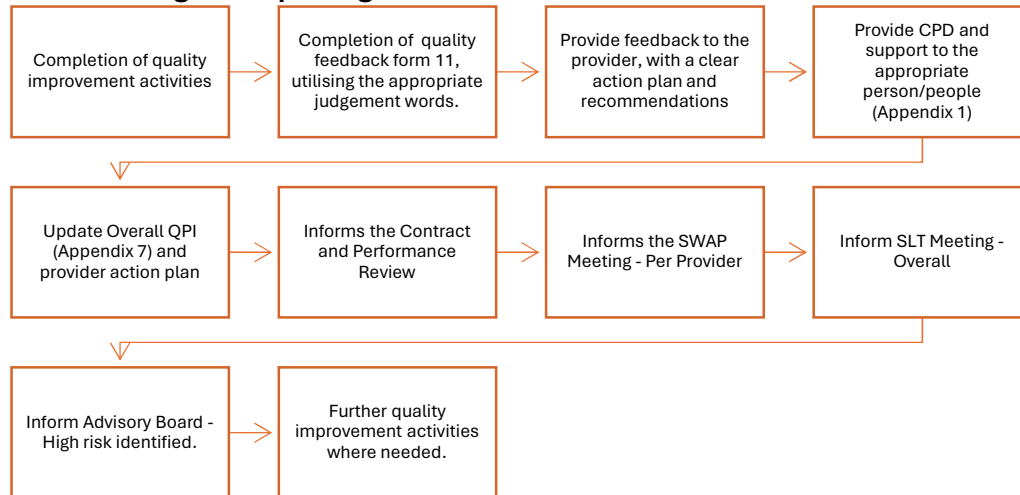 Completion of quality
improvement activities
Completion of quality
feedback form 11,
utilising the appropriate
judgement words.
Provide feedback to the
provider, with a clear
action plan and
recommendations
Provide CPD and
support to the
appropriate
person/people
(Appendix 1)
Update Overall QPI
(Appendix 7) and
provider action plan
Informs the Contract
and Performance
Review
Informs the SWAP
Meeting - Per Provider
Inform SLT Meeting -
Overall
Inform Advisory Board -
High risk identified.
Further quality
improvement activities
where needed.